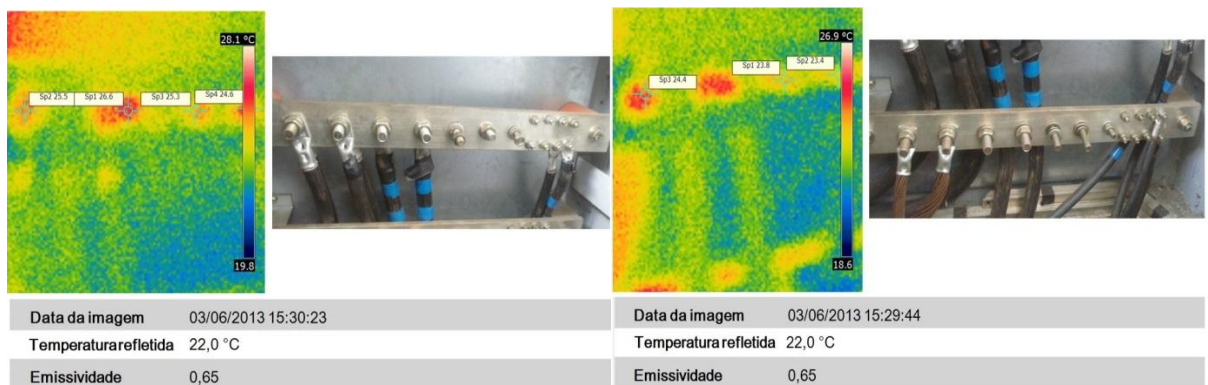 28.1 ºC
Sp2 25.5 Sp1 26.6 Sp3 25.3 Sp4 24.6
19.8
Data da imagem 03/06/2013 15:30:23
Temperatura refletida 22,0 °C
Emissividade 0,65
26.9 ºC
Sp3 24.4 Sp1 23.8 Sp2 23.4
18.6
Data da imagem 03/06/2013 15:29:44
Temperatura refletida 22,0 °C
Emissividade 0,65